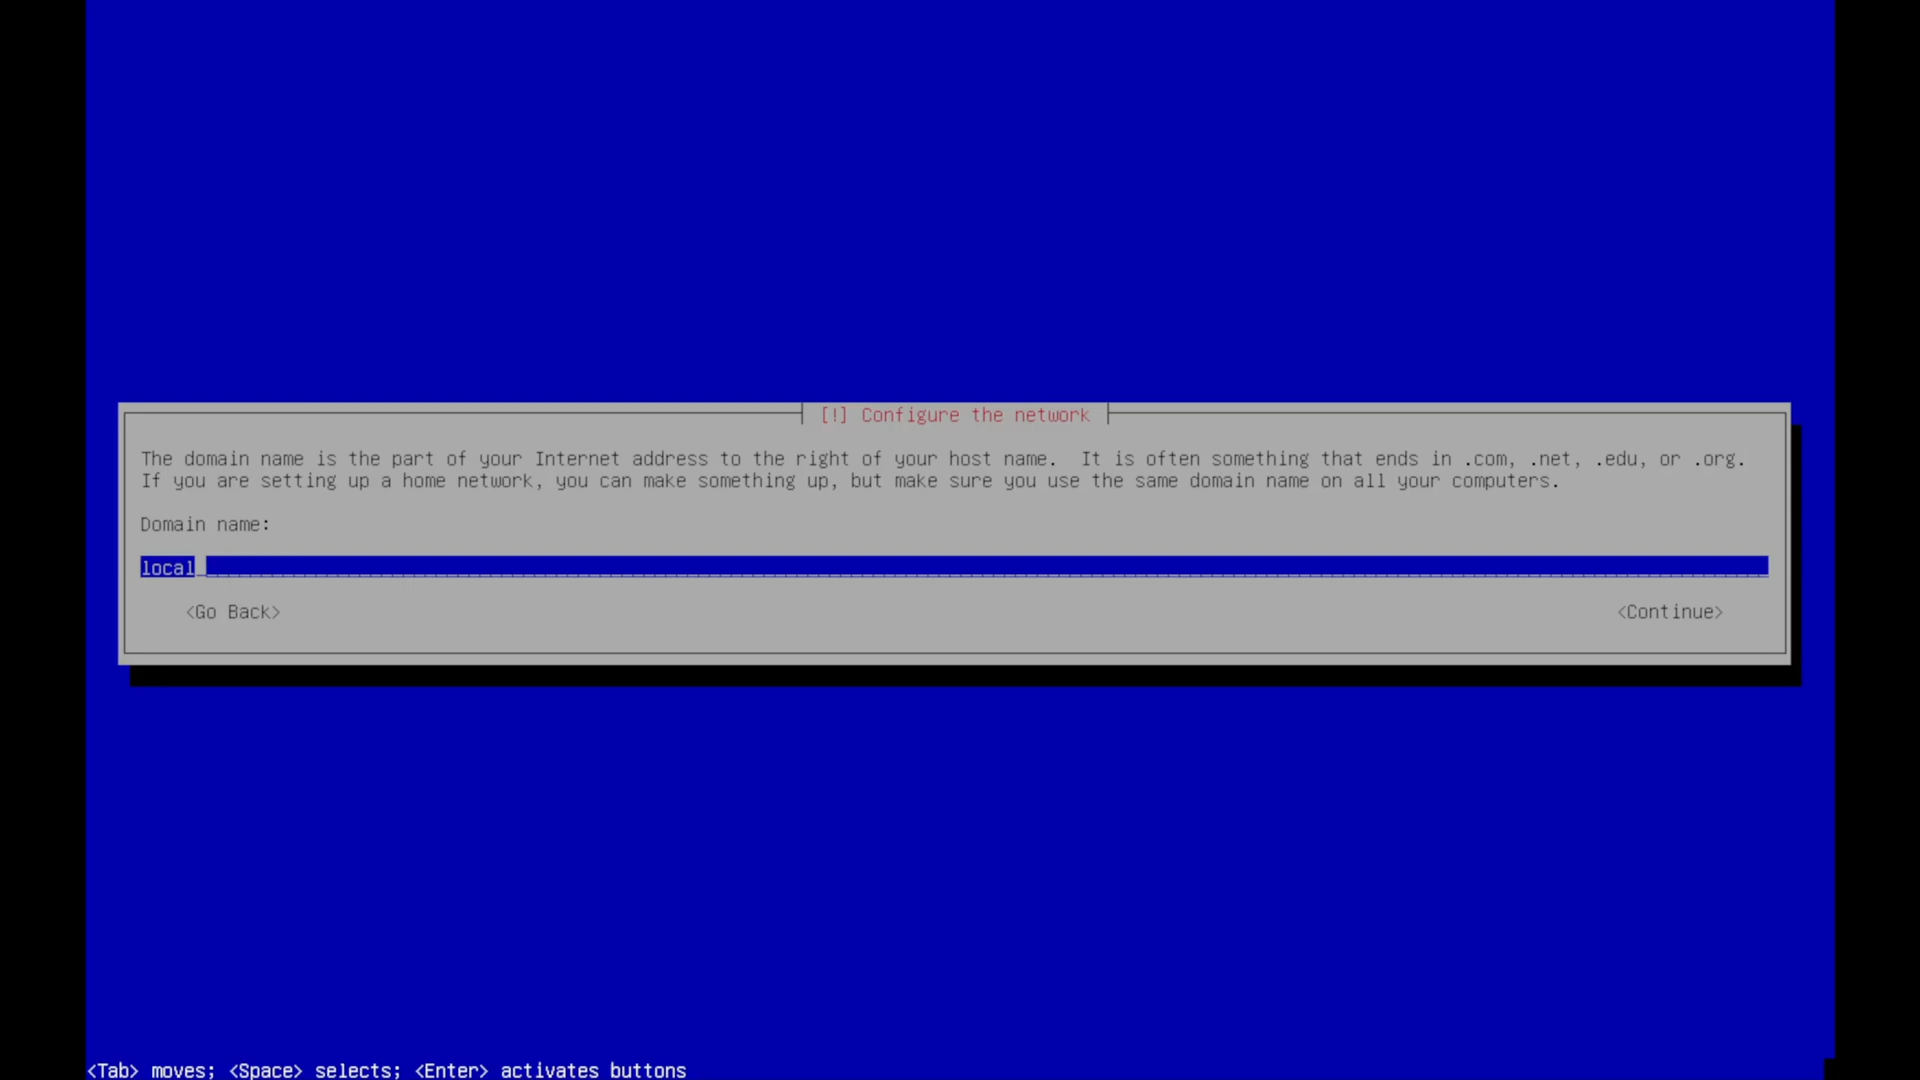 [!] Configure the network
The domain name is the part of your Internet address to the right of your host name.  It is often something that ends in .com, .net, .edu, or .org.
If you are setting up a home network, you can make something up, but make sure you use the same domain name on all your computers.
Domain name:
local
<Go Back> <Continue>
<Tab> moves; <Space> selects; <Enter> activates buttons